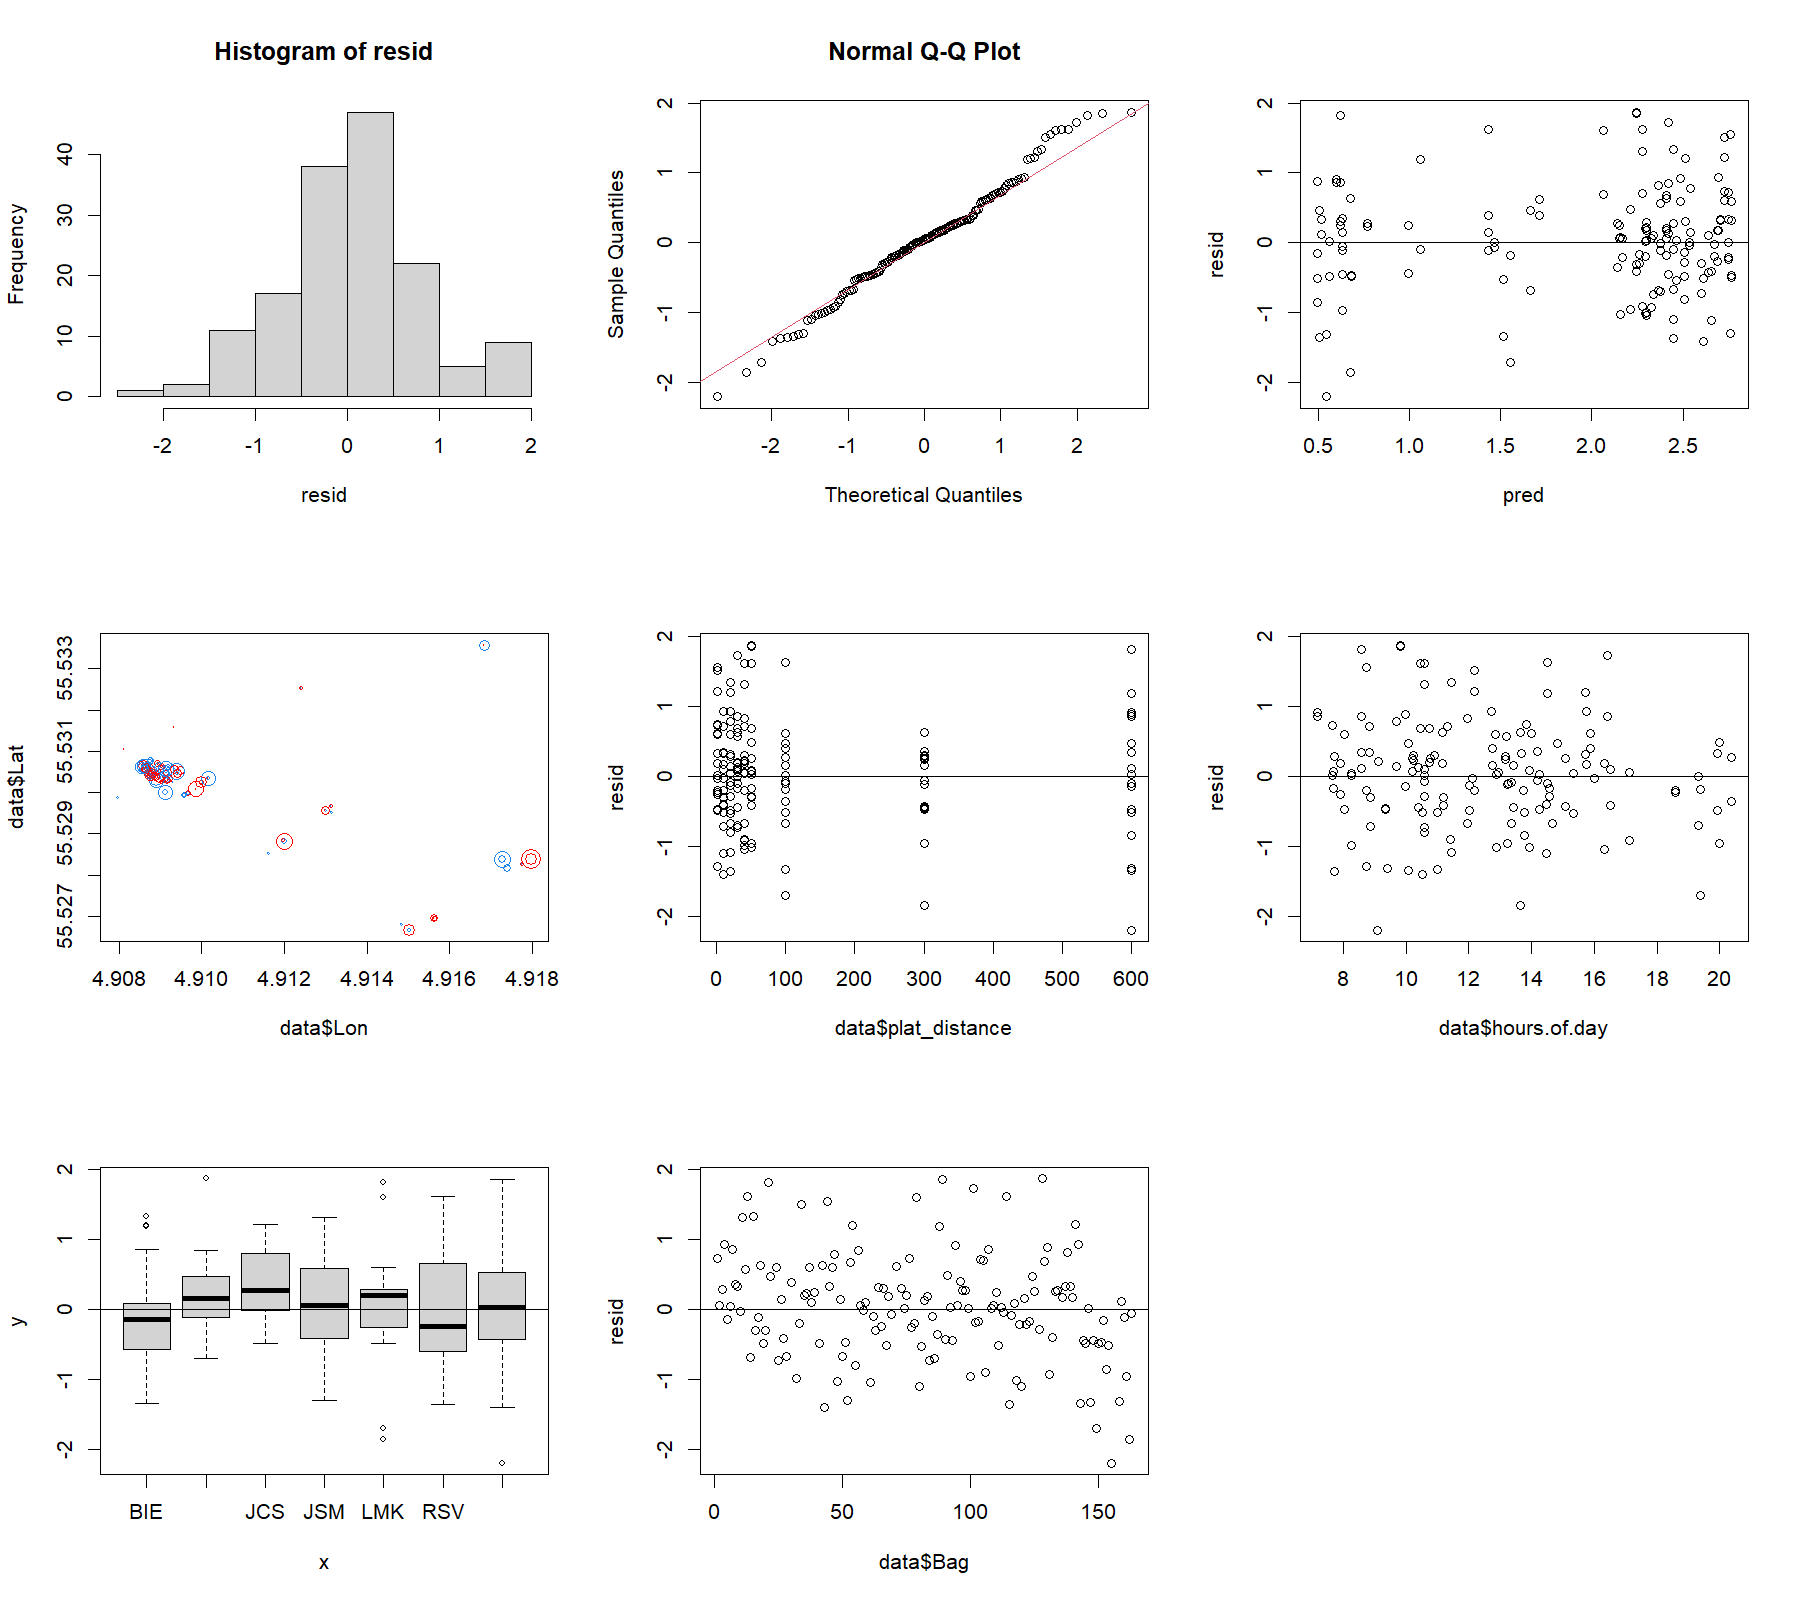 Histogram of resid
Frequency
40
30
20
10
0
-2 -1 0 1 2
resid
Normal Q-Q Plot
Sample Quantiles
2
1
0
-1
-2
-2 -1 0 1 2
Theoretical Quantiles
resid
2
1
0
-1
-2
0.5 1.0 1.5 2.0 2.5
pred
data$Lat
55.533
55.531
55.529
55.527
4.908 4.910 4.912 4.914 4.916 4.918
data$Lon
resid
2
1
0
-1
-2
0 100 200 300 400 500 600
data$plat_distance
resid
2
1
0
-1
-2
8 10 12 14 16 18 20
data$hours.of.day
y
2
1
0
-1
-2
BIE JCS JSM LMK RSV
x
resid
2
1
0
-1
-2
0 50 100 150
data$Bag